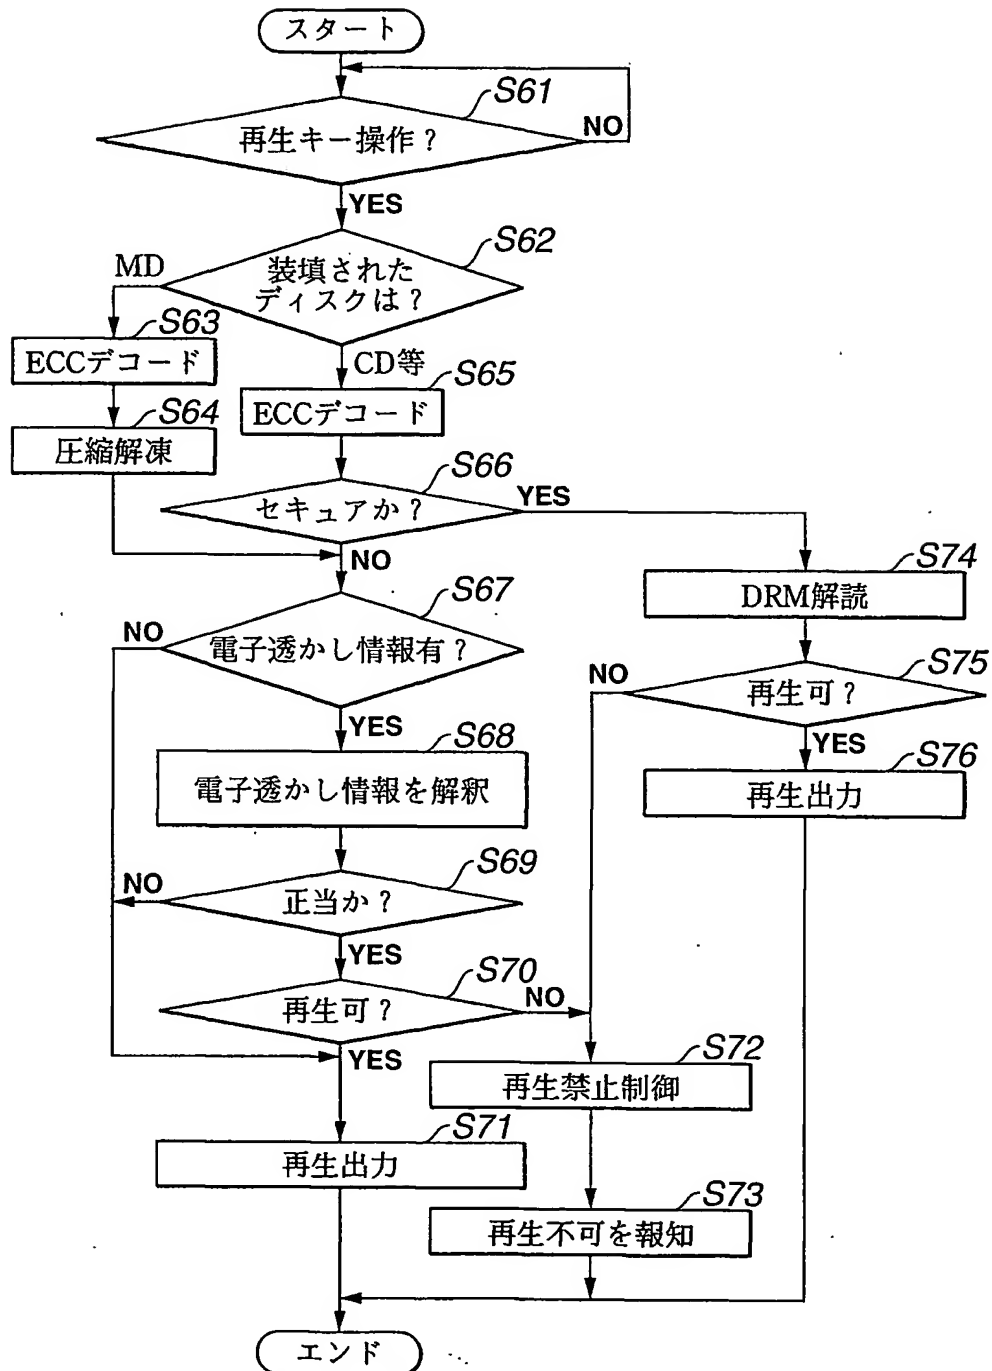 スタート
S61
再生キー操作？
NO
YES
S62
MD
装填された
ディスクは？
S63
ECCデコード
CD等
S65
ECCデコード
S64
圧縮解凍
S66
セキュアか？
YES
NO
S74
DRM解読
S67
NO
電子透かし情報有？
YES
S75
NO
再生可？
YES
S68
電子透かし情報を解釈
S76
再生出力
S69
NO
正当か？
YES
S70
再生可？
NO
YES
S72
再生禁止制御
S71
再生出力
S73
再生不可を報知
エンド